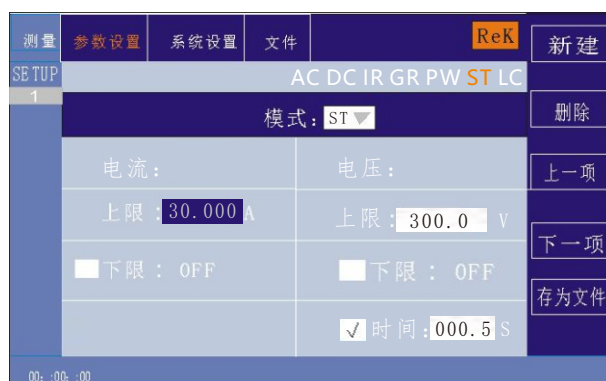 测量 参数设置 系统设置 文件 ReK 新建
SETUP AC DC IR GR PW ST LC
1
模式: ST 删除
电流: 电压: 上一项
上限: 30.000 A 上限: 300.0 V
下限: OFF 下限: OFF 下一项
存为文件
√ 时间: 000.5 S
00: :00: :00